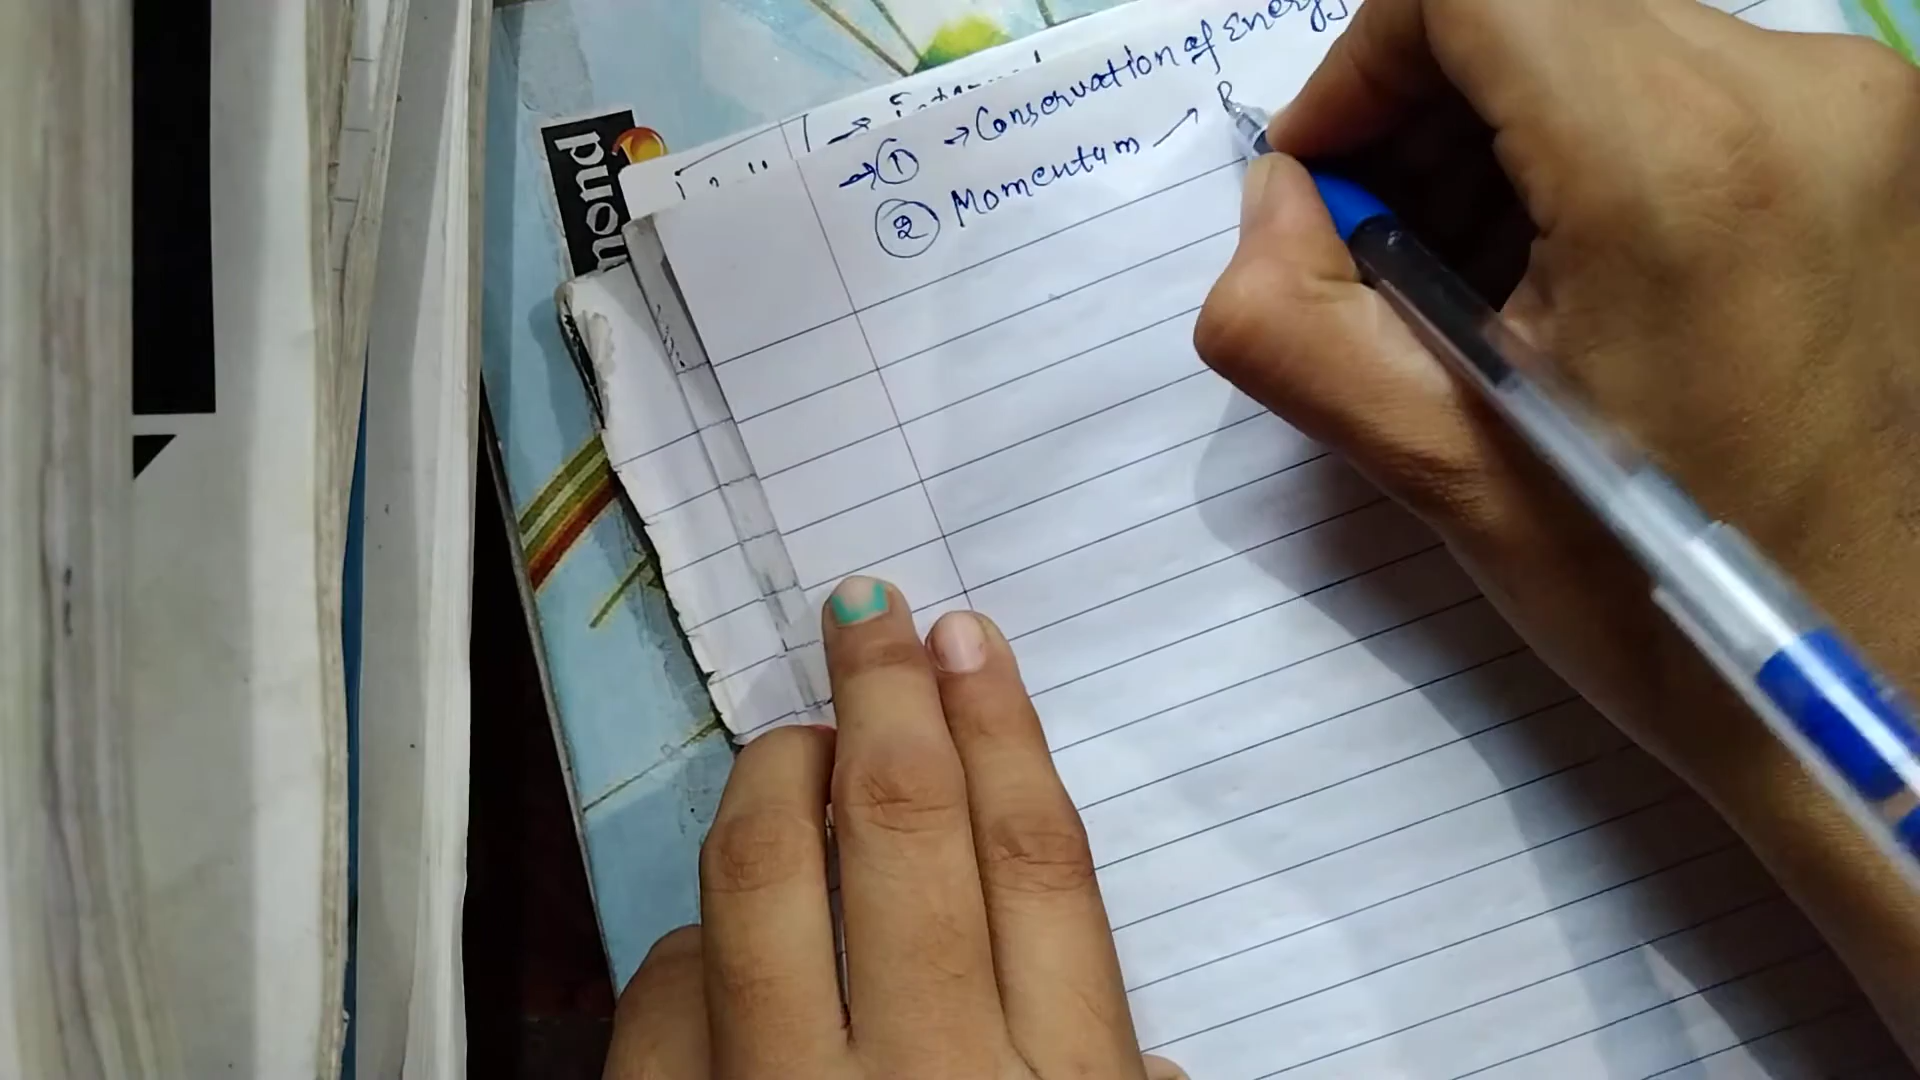 →① → Conservation of Energy
② Momentum → P
mond